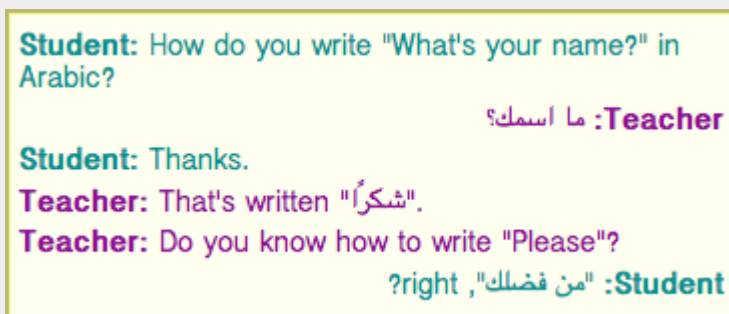 Student: How do you write "What's your name?" in
Arabic?
Teacher: ما اسمك؟
Student: Thanks.
Teacher: That's written "شكرًا".
Teacher: Do you know how to write "Please"?
Student: "من فضلك", right?